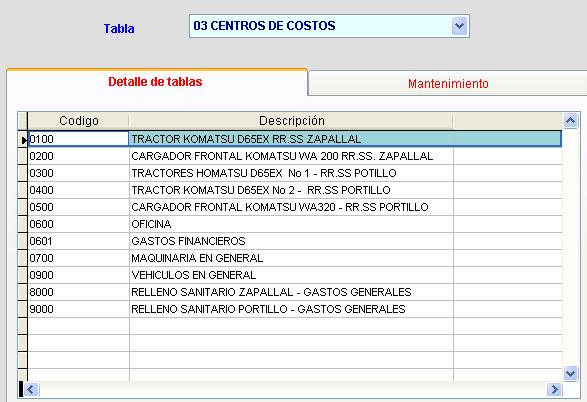 Tabla 03 CENTROS DE COSTOS
Detalle de tablas Mantenimiento
Codigo Descripción
0100 TRACTOR KOMATSU D65EX RR.SS ZAPALLAL
0200 CARGADOR FRONTAL KOMATSU WA 200 RR.SS. ZAPALLAL
0300 TRACTORES HOMATSU D65EX No 1 - RR.SS POTILLO
0400 TRACTOR KOMATSU D65EX No 2 - RR.SS PORTILLO
0500 CARGADOR FRONTAL KOMATSU WA320 - RR.SS PORTILLO
0600 OFICINA
0601 GASTOS FINANCIEROS
0700 MAQUINARIA EN GENERAL
0900 VEHICULOS EN GENERAL
8000 RELLENO SANITARIO ZAPALLAL - GASTOS GENERALES
9000 RELLENO SANITARIO PORTILLO - GASTOS GENERALES